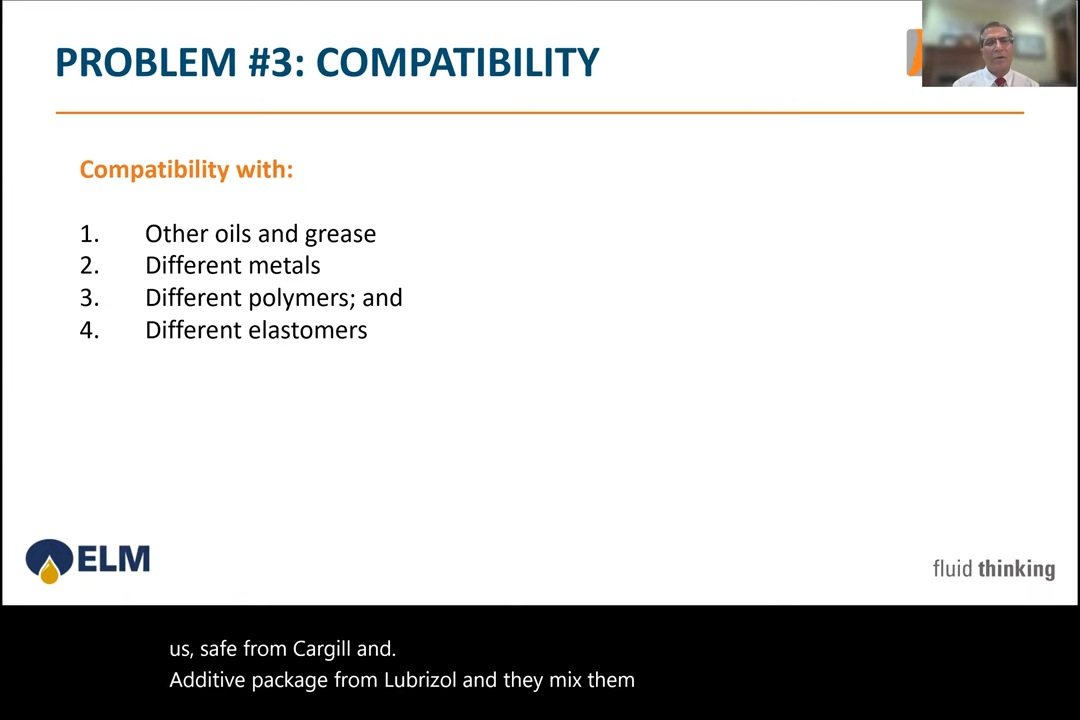 PROBLEM #3: COMPATIBILITY
Compatibility with:
1. Other oils and grease
2. Different metals
3. Different polymers; and
4. Different elastomers
ELM
fluid thinking
us, safe from Cargill and.
Additive package from Lubrizol and they mix them